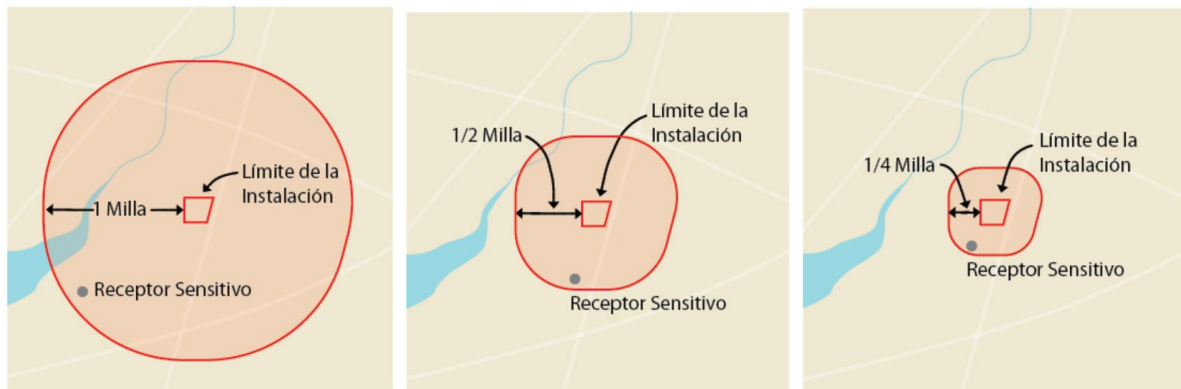 Límite de la
Instalación
1 Milla
Receptor Sensitivo
Límite de la
Instalación
1/2 Milla
Receptor Sensitivo
Límite de la
Instalación
1/4 Milla
Receptor Sensitivo